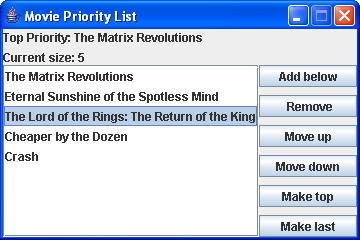 Movie Priority List
Top Priority: The Matrix Revolutions
Current size: 5
The Matrix Revolutions
Eternal Sunshine of the Spotless Mind
The Lord of the Rings: The Return of the King
Cheaper by the Dozen
Crash
Add below
Remove
Move up
Move down
Make top
Make last